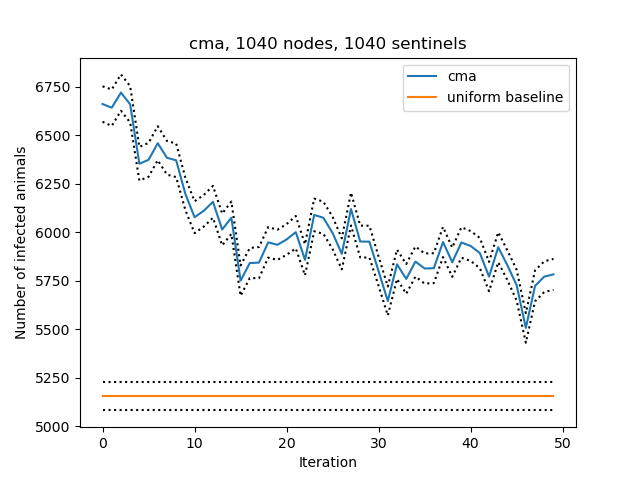 cma, 1040 nodes, 1040 sentinels
cma
uniform baseline
Number of infected animals
6750
6500
6250
6000
5750
5500
5250
5000
0 10 20 30 40 50
Iteration